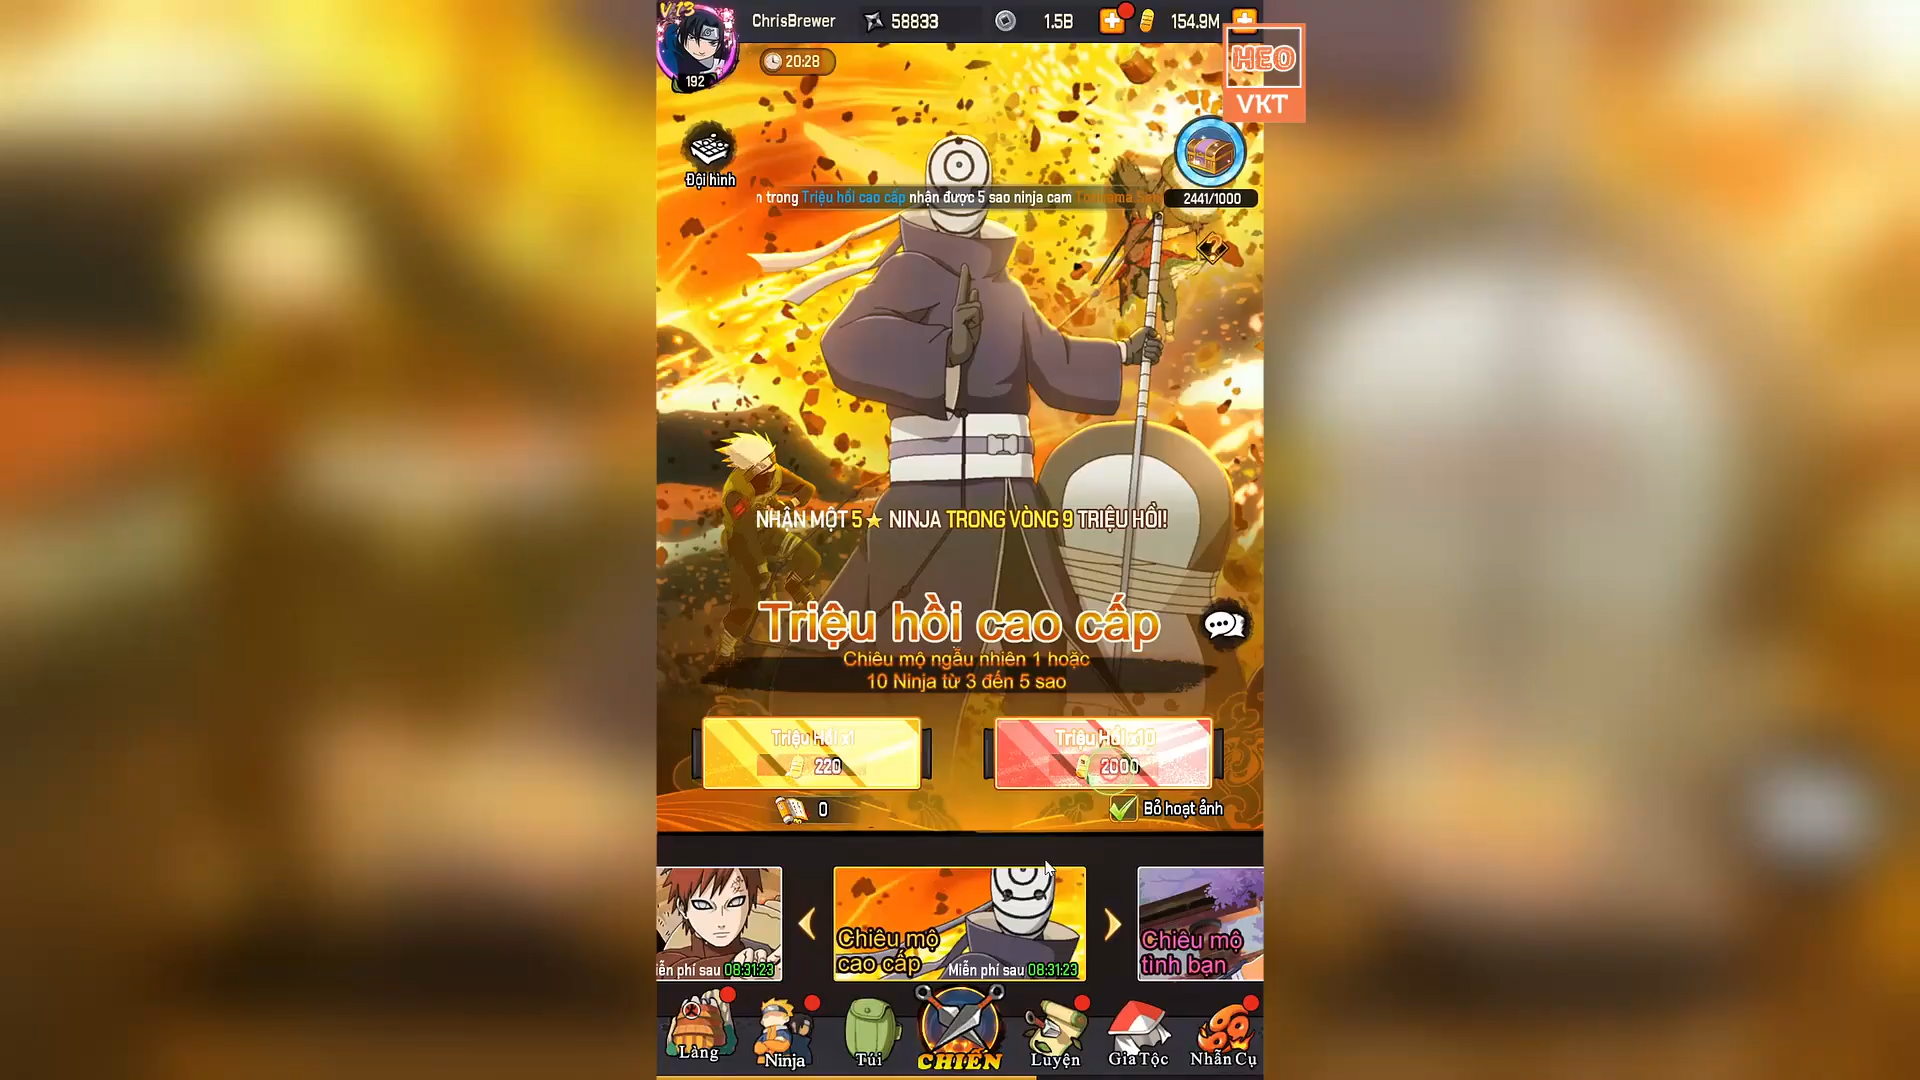 V.13
ChrisBrewer
58833
1.5B
154.9M
HEO
VKT
192
20:28
Đội hình
n trong Triệu hồi cao cấp nhận được 5 sao ninja cam
2441/1000
NHẬN MỘT 5★ NINJA TRONG VÒNG 9 TRIỆU HỒI!
Triệu hồi cao cấp
Chiêu mộ ngẫu nhiên 1 hoặc
10 Ninja từ 3 đến 5 sao
Triệu Hồi x1
220
Triệu Hồi x10
2000
0
Bỏ hoạt ảnh
iễn phí sau 08:31:23
Chiêu mộ
cao cấp
Miễn phí sau 08:31:23
Chiêu mộ
tình bạn
Làng
Ninja
Túi
CHIẾN
Luyện
Gia Tộc
Nhẫn Cụ